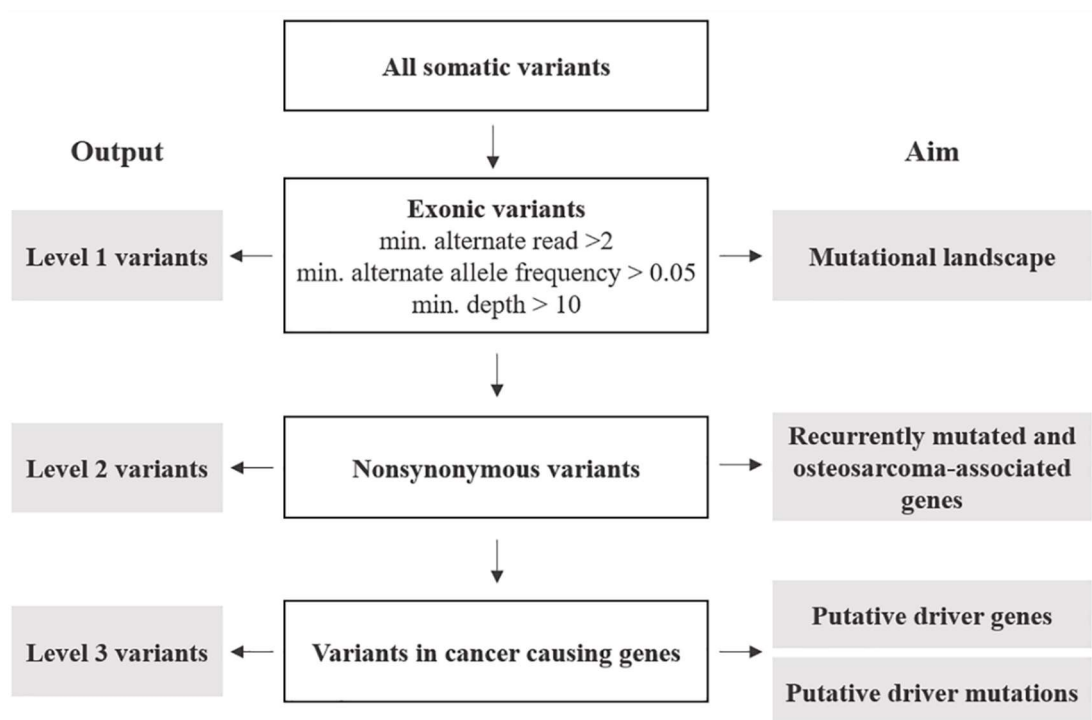 All somatic variants
Output
Aim
Exonic variants
min. alternate read >2
min. alternate allele frequency > 0.05
min. depth > 10
Level 1 variants
Mutational landscape
Level 2 variants
Nonsynonymous variants
Recurrently mutated and
osteosarcoma-associated
genes
Level 3 variants
Variants in cancer causing genes
Putative driver genes
Putative driver mutations